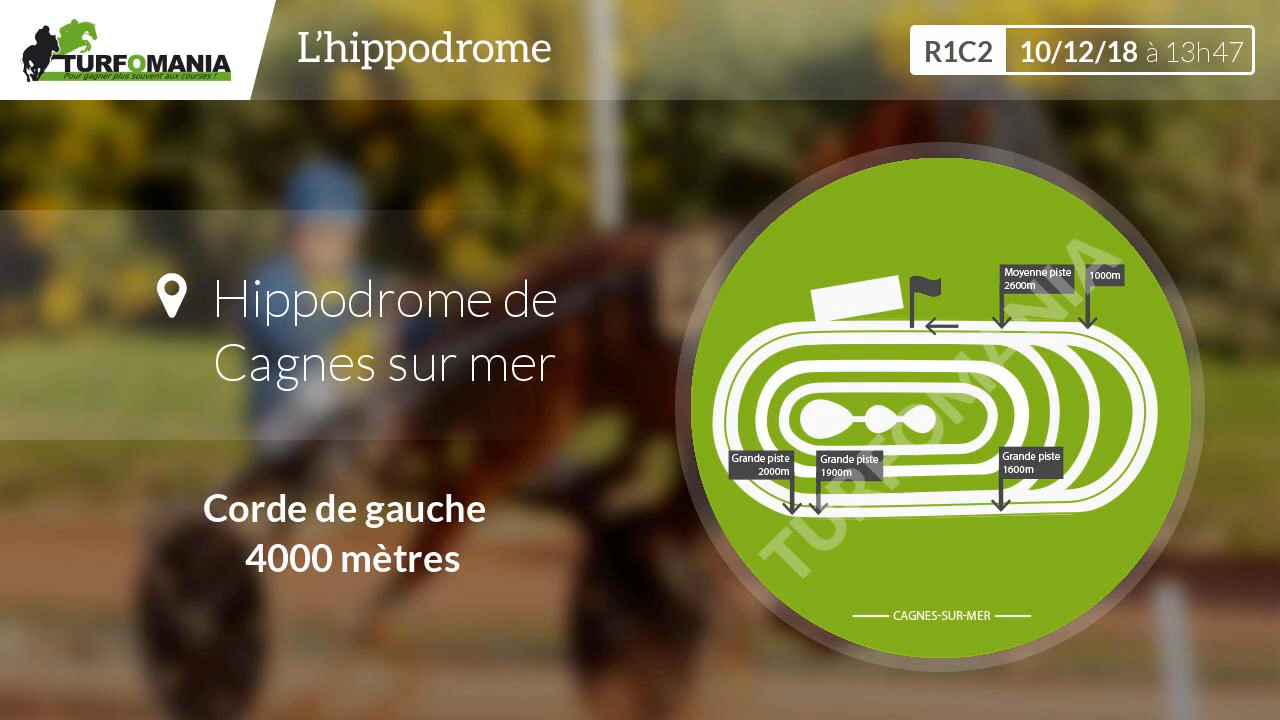 TURFOMANIA
Pour gagner plus souvent aux courses !
L'hippodrome
R1C2 10/12/18 à 13h47
Hippodrome de
Cagnes sur mer
Corde de gauche
4000 mètres
Moyenne piste
2600m
1000m
Grande piste
2000m
Grande piste
1900m
Grande piste
1600m
TURFOMANIA
CAGNES-SUR-MER